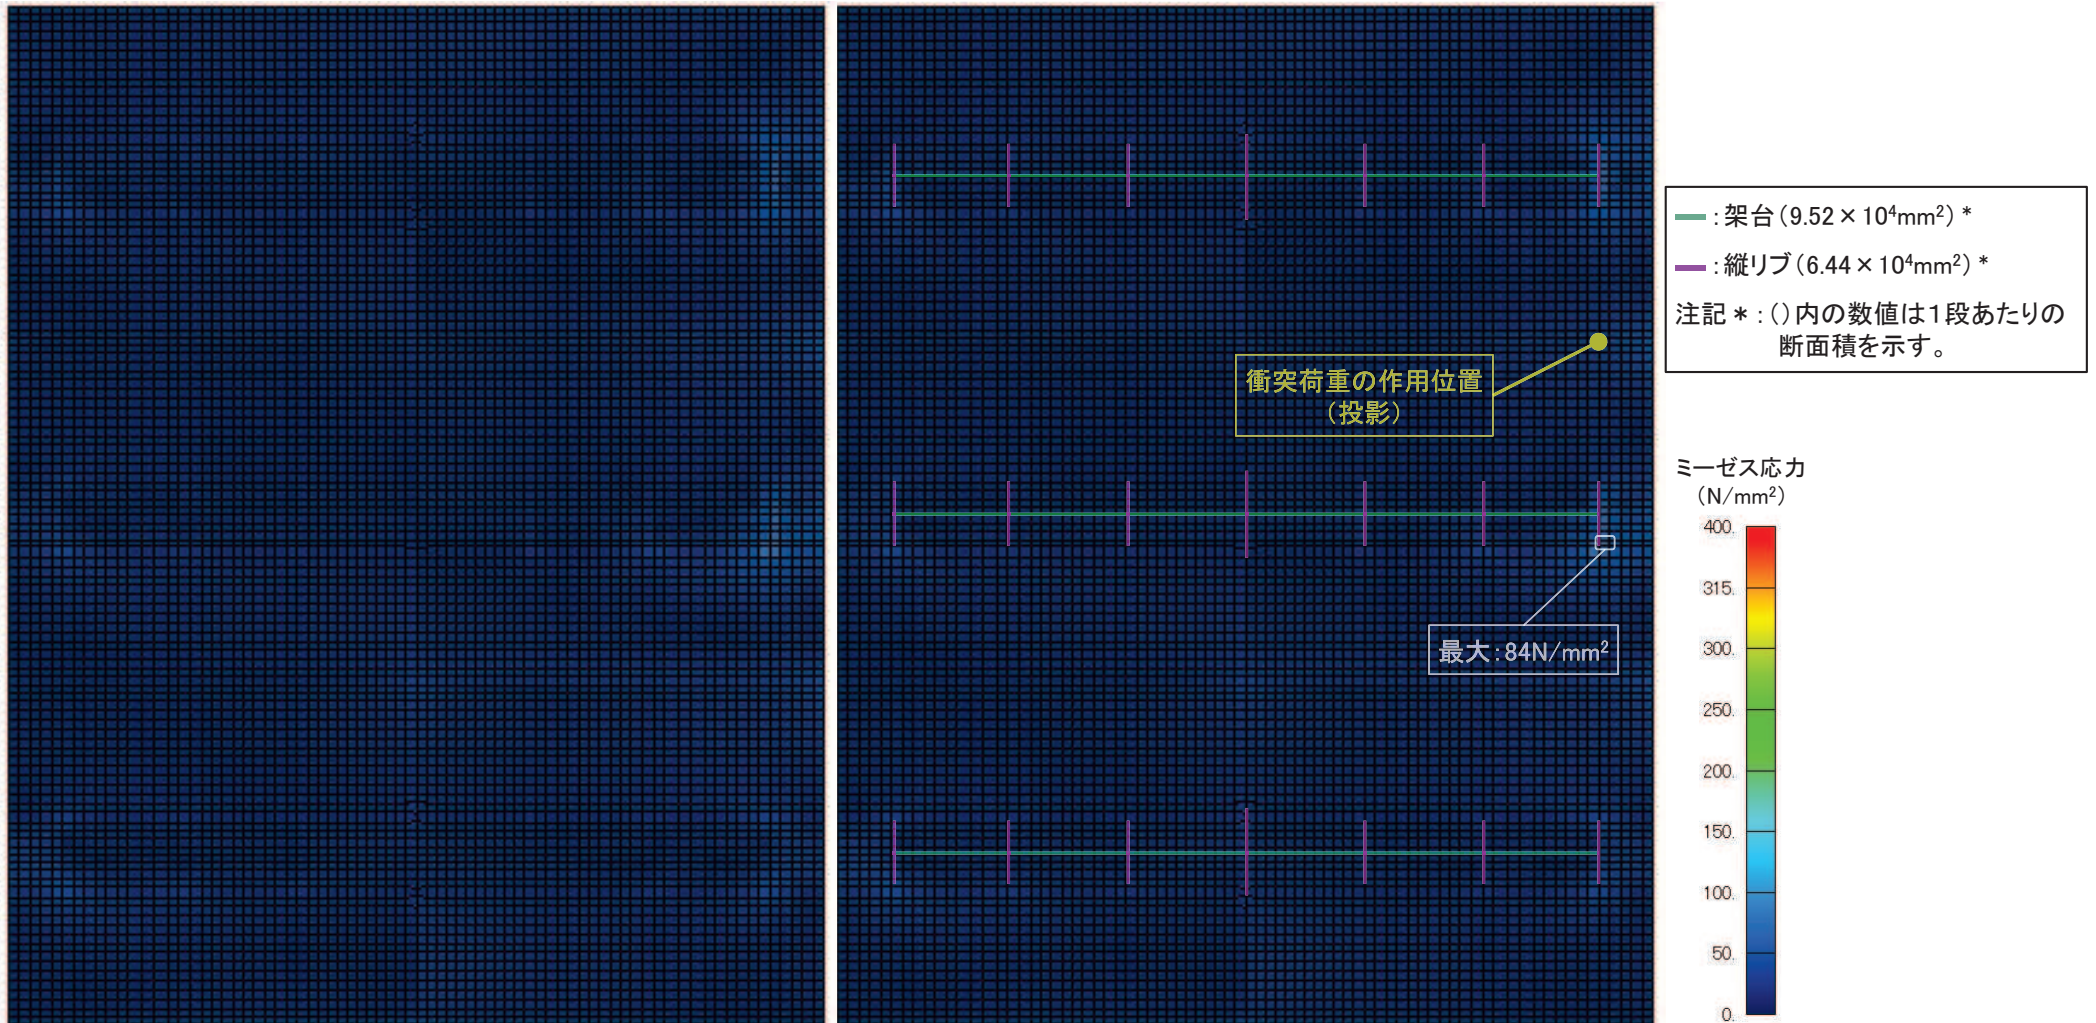 :架台(9.52×10⁴mm²)*
:縦リブ(6.44×10⁴mm²)*
注記*:()内の数値は1段あたりの
断面積を示す。
衝突荷重の作用位置
(投影)
最大:84N/mm²
ミーゼス応力
(N/mm²)
400.
315.
300.
250.
200.
150.
100.
50.
0.